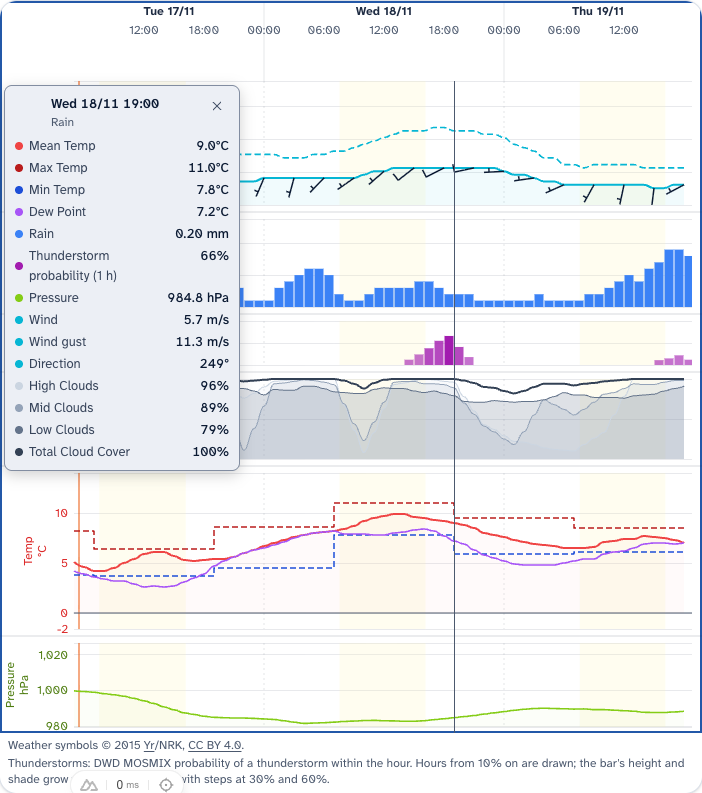 Tue 17/11 Wed 18/11 Thu 19/11
12:00 18:00 00:00 06:00 12:00 18:00 00:00 06:00 12:00
Wed 18/11 19:00
Rain
Mean Temp 9.0°C
Max Temp 11.0°C
Min Temp 7.8°C
Dew Point 7.2°C
Rain 0.20 mm
Thunderstorm 66%
probability (1 h)
Pressure 984.8 hPa
Wind 5.7 m/s
Wind gust 11.3 m/s
Direction 249°
High Clouds 96%
Mid Clouds 89%
Low Clouds 79%
Total Cloud Cover 100%
10
5
0
-2
Temp
°C
1,020
1,000
980
Pressure
hPa
Weather symbols © 2015 Yr/NRK, CC BY 4.0.
Thunderstorms: DWD MOSMIX probability of a thunderstorm within the hour. Hours from 10% on are drawn; the bar's height and
shade grow with steps at 30% and 60%.
0 ms